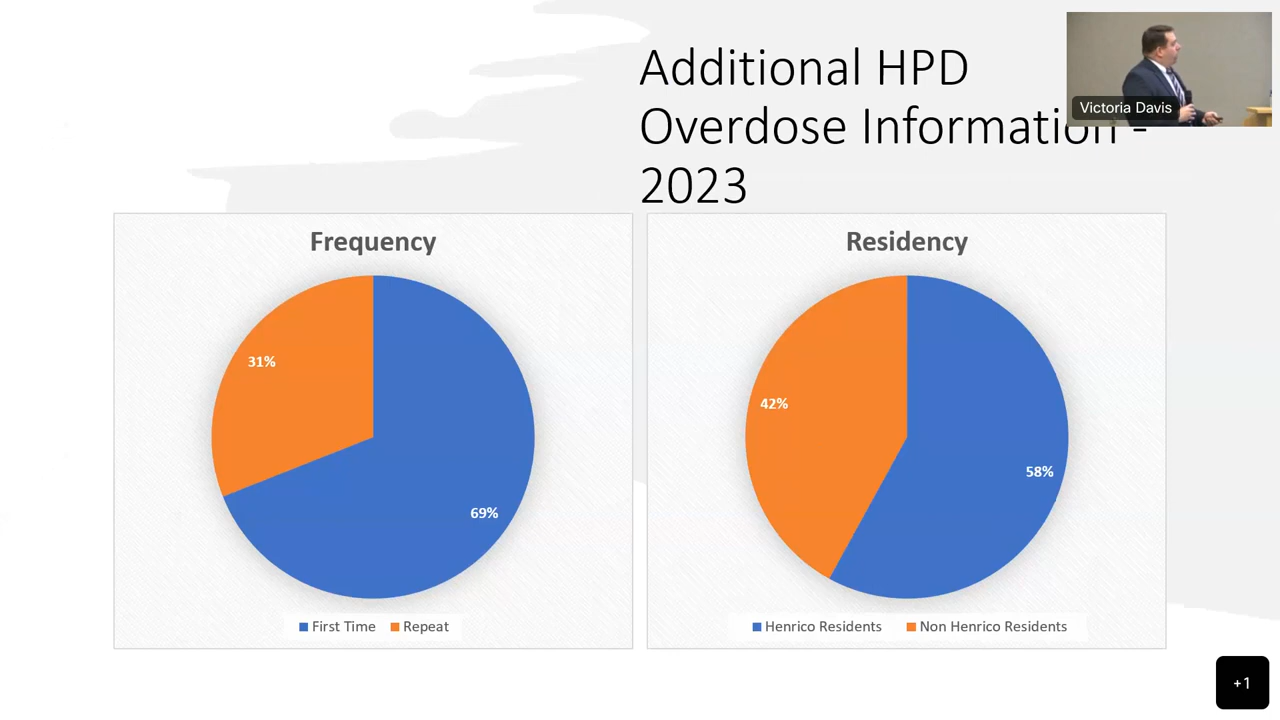 Additional HPD
Overdose Information -
2023
Victoria Davis
Frequency
31%
69%
First Time Repeat
Residency
42%
58%
Henrico Residents Non Henrico Residents
+1